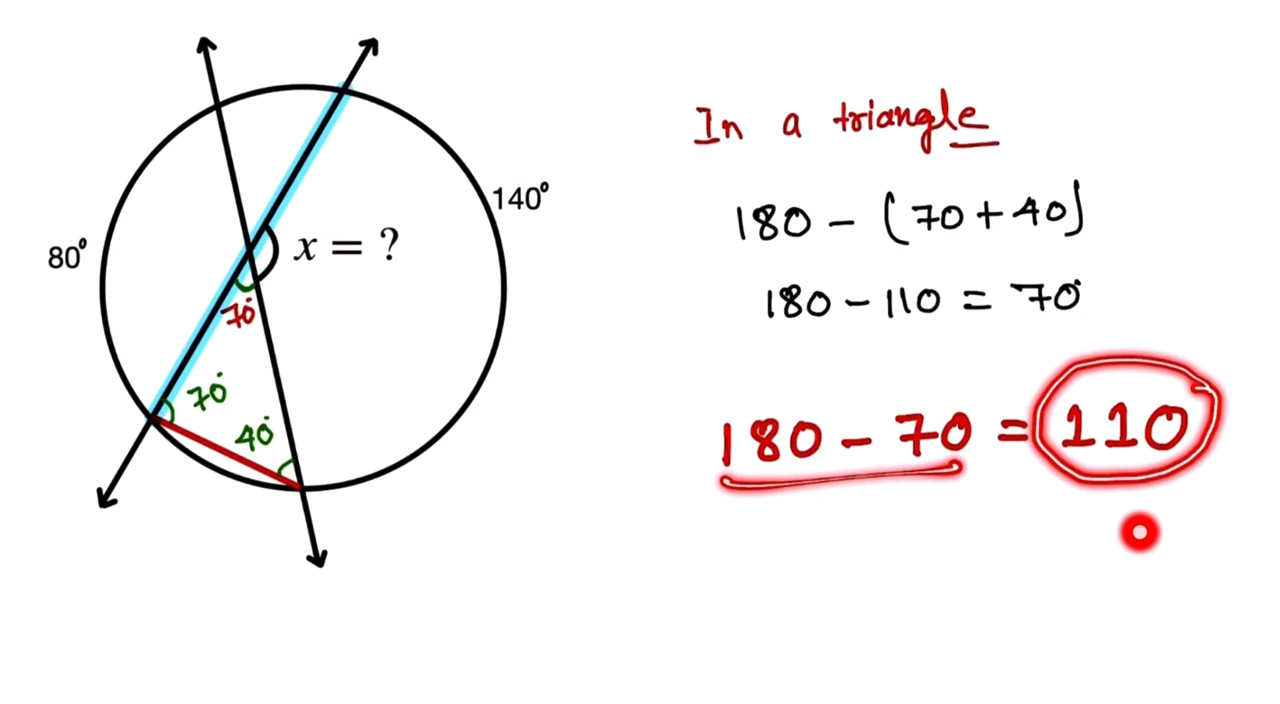 In a triangle
140°
180 - (70 + 40)
80°
x = ?
180 - 110 = 70°
70°
70°
40°
180 - 70 = 110